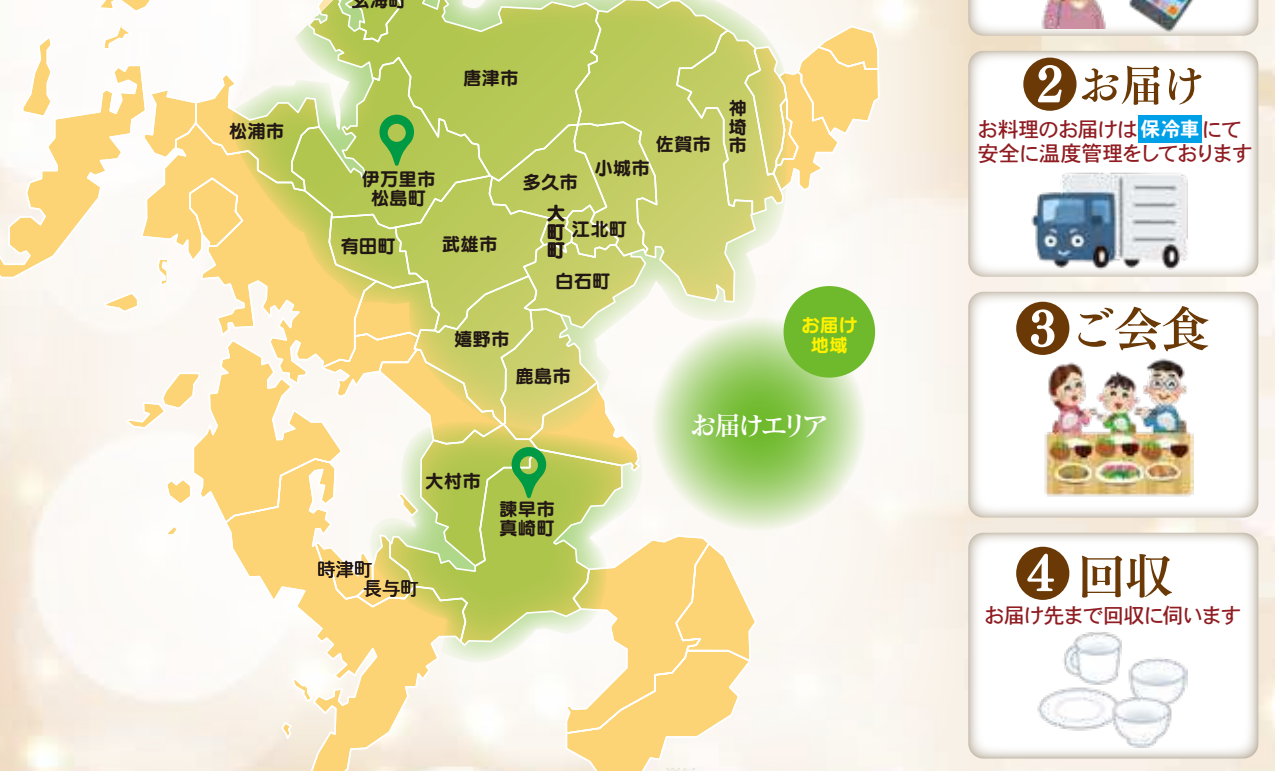 玄海町
唐津市
松浦市
神埼市
佐賀市
小城市
伊万里市
松島町
多久市
大町町
江北町
有田町
武雄市
白石町
嬉野市
鹿島市
大村市
諫早市
真崎町
時津町
長与町
お届け
地域
お届けエリア
2 お届け
お料理のお届けは保冷車にて
安全に温度管理をしております
3 ご会食
4 回収
お届け先まで回収に伺います